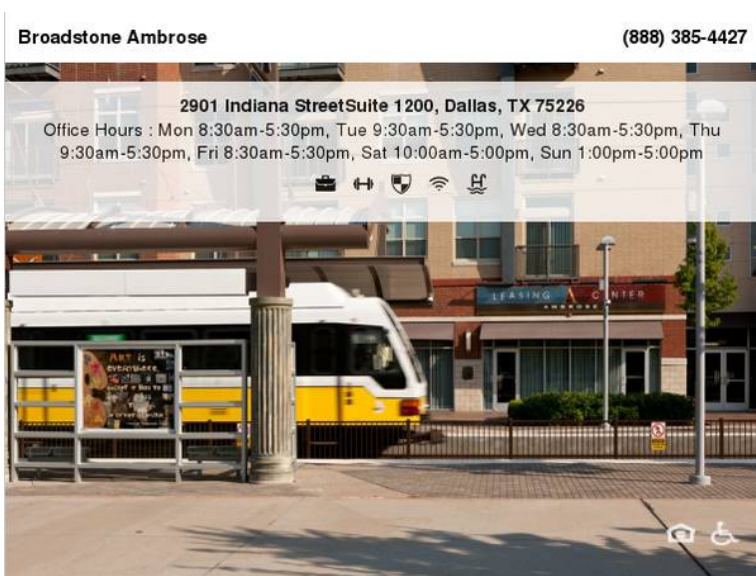 Broadstone Ambrose (888) 385-4427
2901 Indiana StreetSuite 1200, Dallas, TX 75226
Office Hours : Mon 8:30am-5:30pm, Tue 9:30am-5:30pm, Wed 8:30am-5:30pm, Thu
9:30am-5:30pm, Fri 8:30am-5:30pm, Sat 10:00am-5:00pm, Sun 1:00pm-5:00pm
LEASING CENTER
AMBROSE
ART is
everywhere,